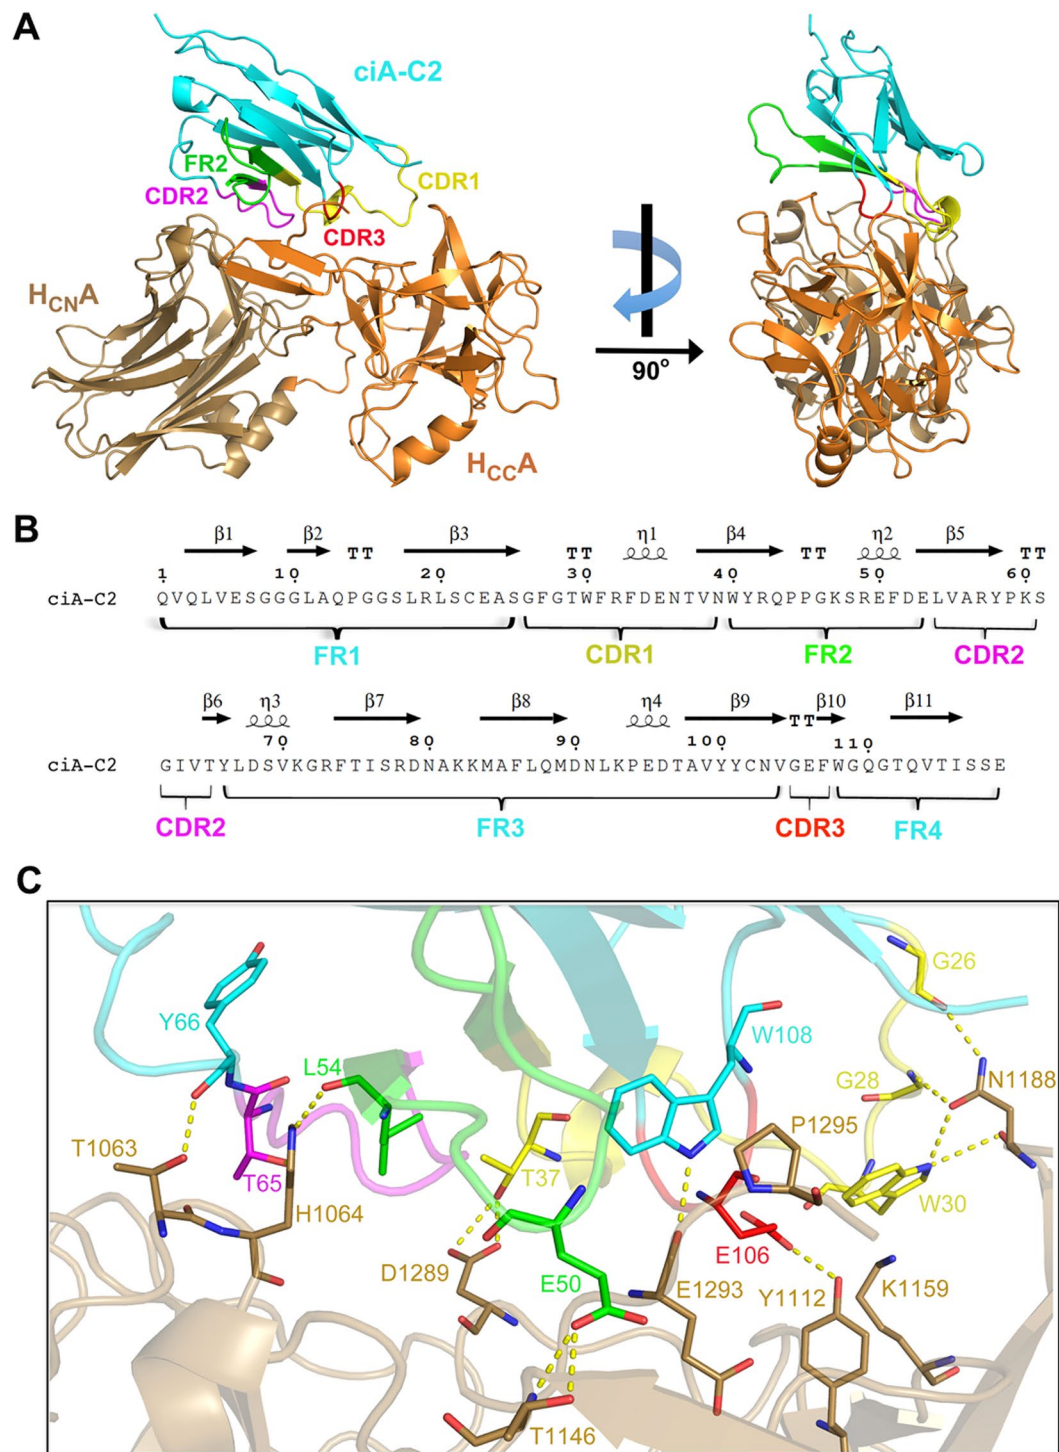 A
ciA-C2
FR2
CDR2
CDR1
CDR3
HCNA
HCCA
90°
B
β1 β2 β3 η1 β4 η2 β5
TT TT TT TT
1 10 20 30 40 50 60
ciA-C2 QVQLVESGGGLAQPGGSLRLSCEASGFGTWFRFDENTVNWYRQPPGKSREFDELVARYPKS
FR1 CDR1 FR2 CDR2
β6 η3 β7 β8 η4 β9 β10 β11
TT
70 80 90 100 110
ciA-C2 GIVTYLDSVKGRFTISRDNAKKMAFLQMDNLKPEDTAVYYCNVGEFWGQGTQVTISSE
CDR2 FR3 CDR3 FR4
C
G26
Y66
W108
L54
G28
N1188
P1295
T1063
T65
T37
W30
H1064
E106
D1289
E50
E1293
Y1112
K1159
T1146